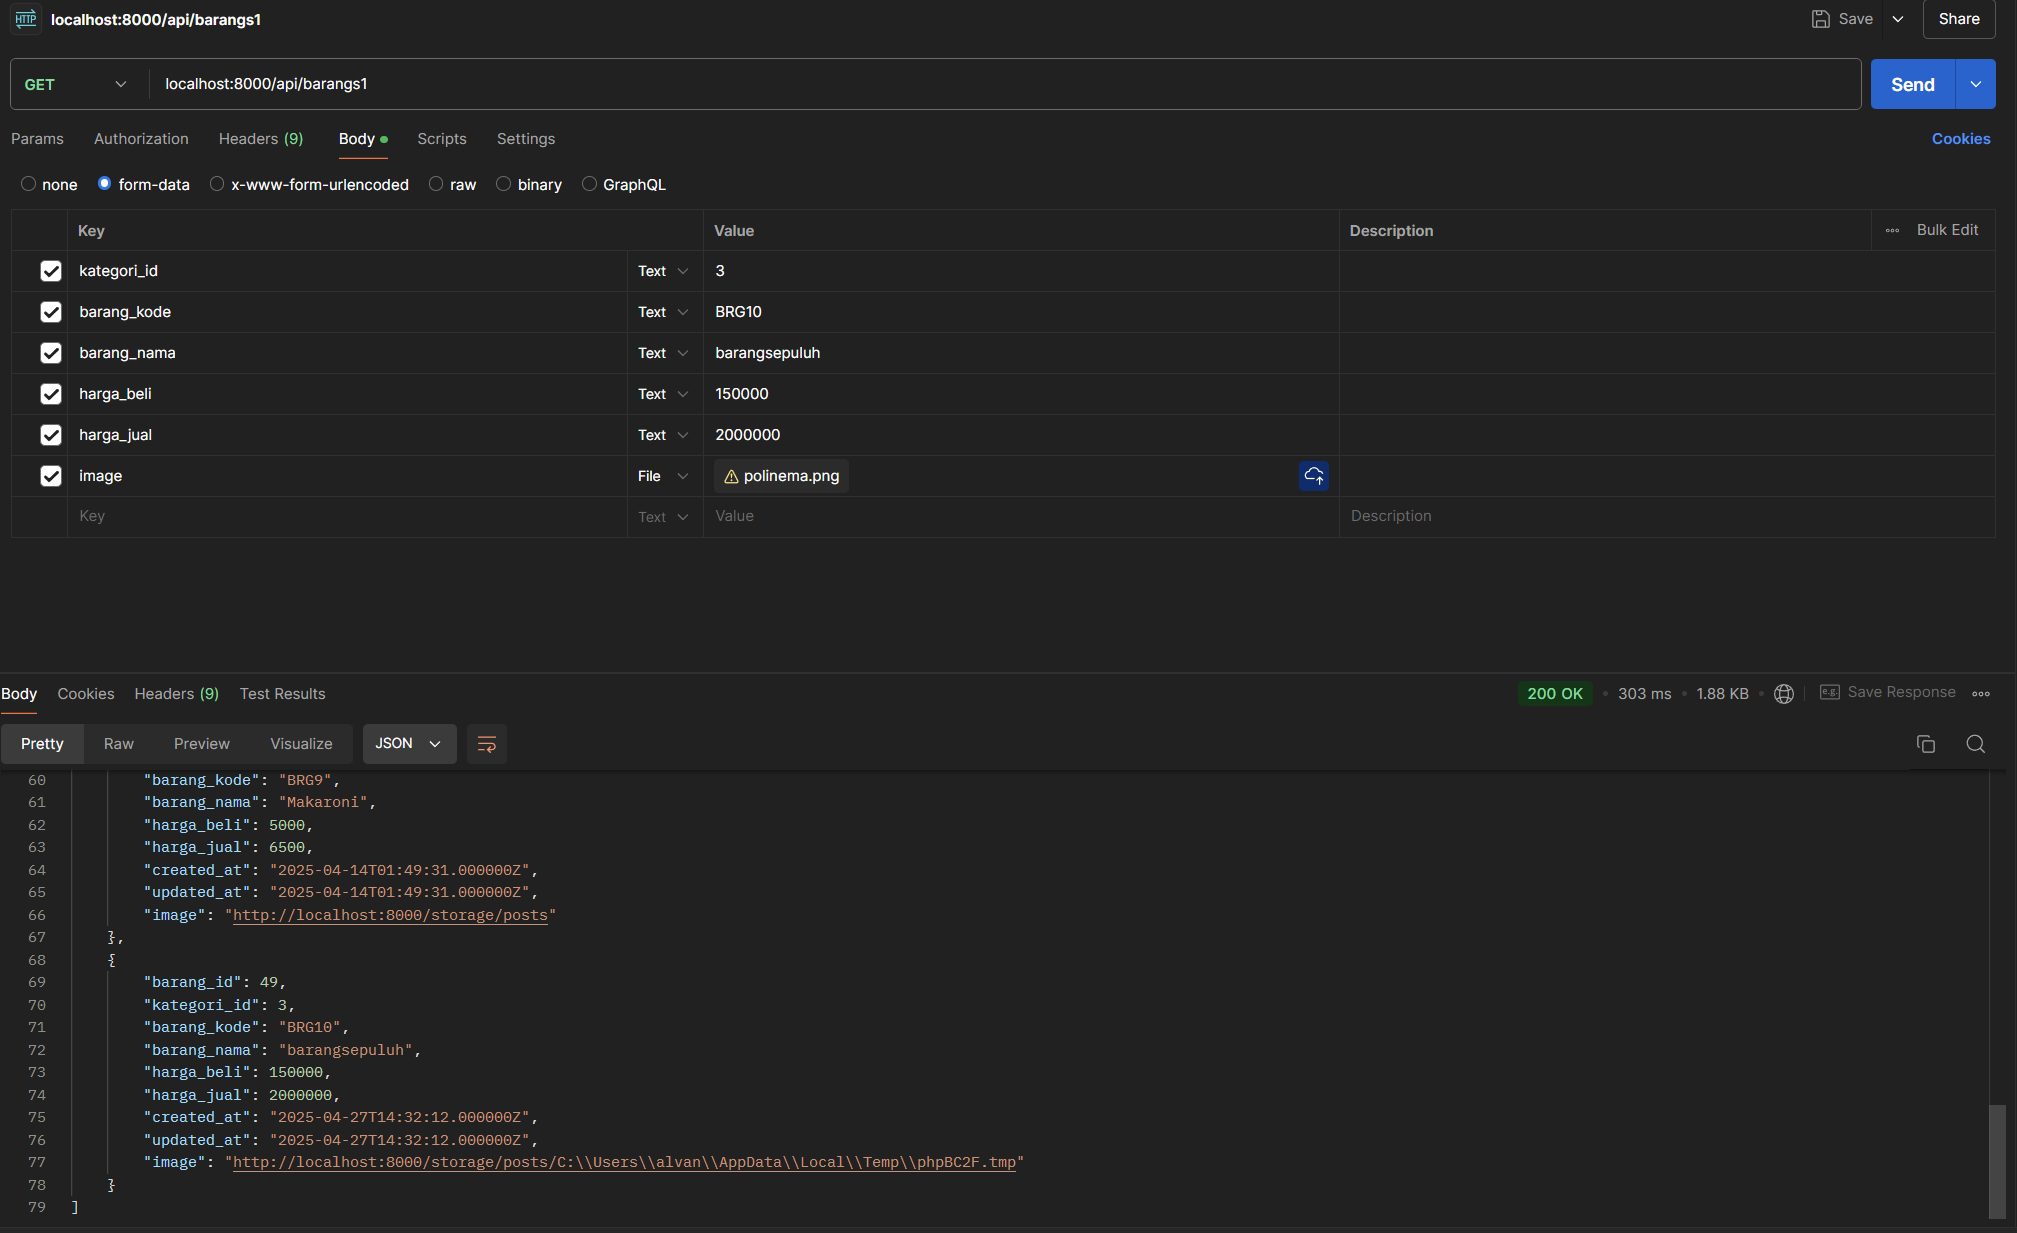 HTTP localhost:8000/api/barangs1 Save Share
GET localhost:8000/api/barangs1 Send
Params Authorization Headers (9) Body Scripts Settings Cookies
none form-data x-www-form-urlencoded raw binary GraphQL
Key Value Description Bulk Edit
kategori_id Text 3
barang_kode Text BRG10
barang_nama Text barangsepuluh
harga_beli Text 150000
harga_jual Text 2000000
image File polinema.png
Key Text Value Description
Body Cookies Headers (9) Test Results 200 OK 303 ms 1.88 KB e.g. Save Response
Pretty Raw Preview Visualize JSON
60 "barang_kode": "BRG9",
61 "barang_nama": "Makaroni",
62 "harga_beli": 5000,
63 "harga_jual": 6500,
64 "created_at": "2025-04-14T01:49:31.000000Z",
65 "updated_at": "2025-04-14T01:49:31.000000Z",
66 "image": "http://localhost:8000/storage/posts"
67 },
68 {
69 "barang_id": 49,
70 "kategori_id": 3,
71 "barang_kode": "BRG10",
72 "barang_nama": "barangsepuluh",
73 "harga_beli": 150000,
74 "harga_jual": 2000000,
75 "created_at": "2025-04-27T14:32:12.000000Z",
76 "updated_at": "2025-04-27T14:32:12.000000Z",
77 "image": "http://localhost:8000/storage/posts/C:\\Users\\alvan\\AppData\\Local\\Temp\\phpBC2F.tmp"
78 }
79 ]